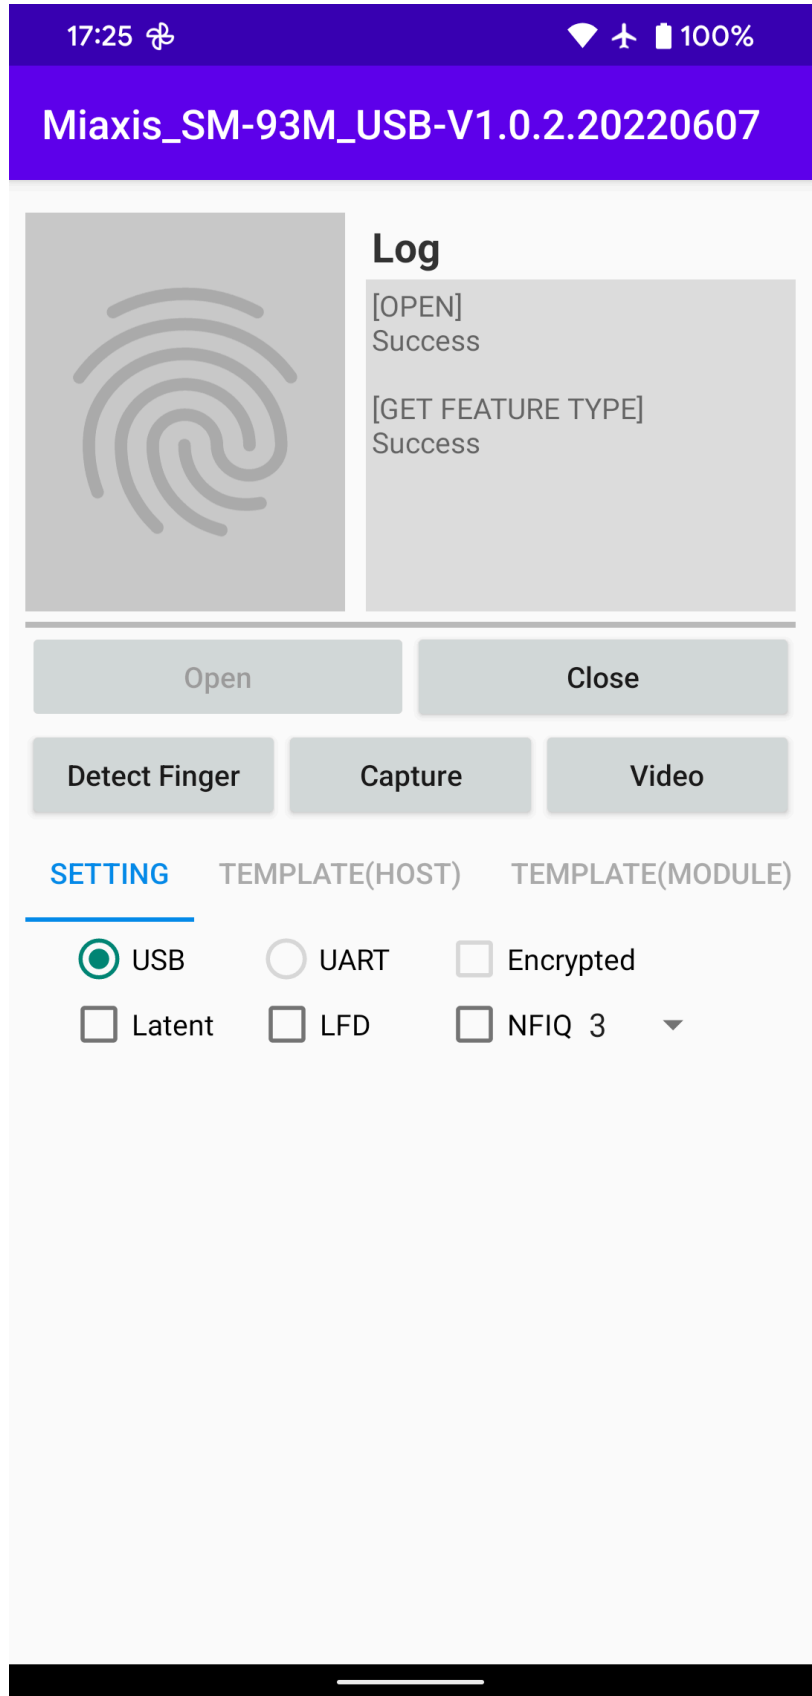 17:25 100%
Miaxis_SM-93M_USB-V1.0.2.20220607
Log
[OPEN]
Success
[GET FEATURE TYPE]
Success
Open Close
Detect Finger Capture Video
SETTING TEMPLATE(HOST) TEMPLATE(MODULE)
USB UART Encrypted
Latent LFD NFIQ 3